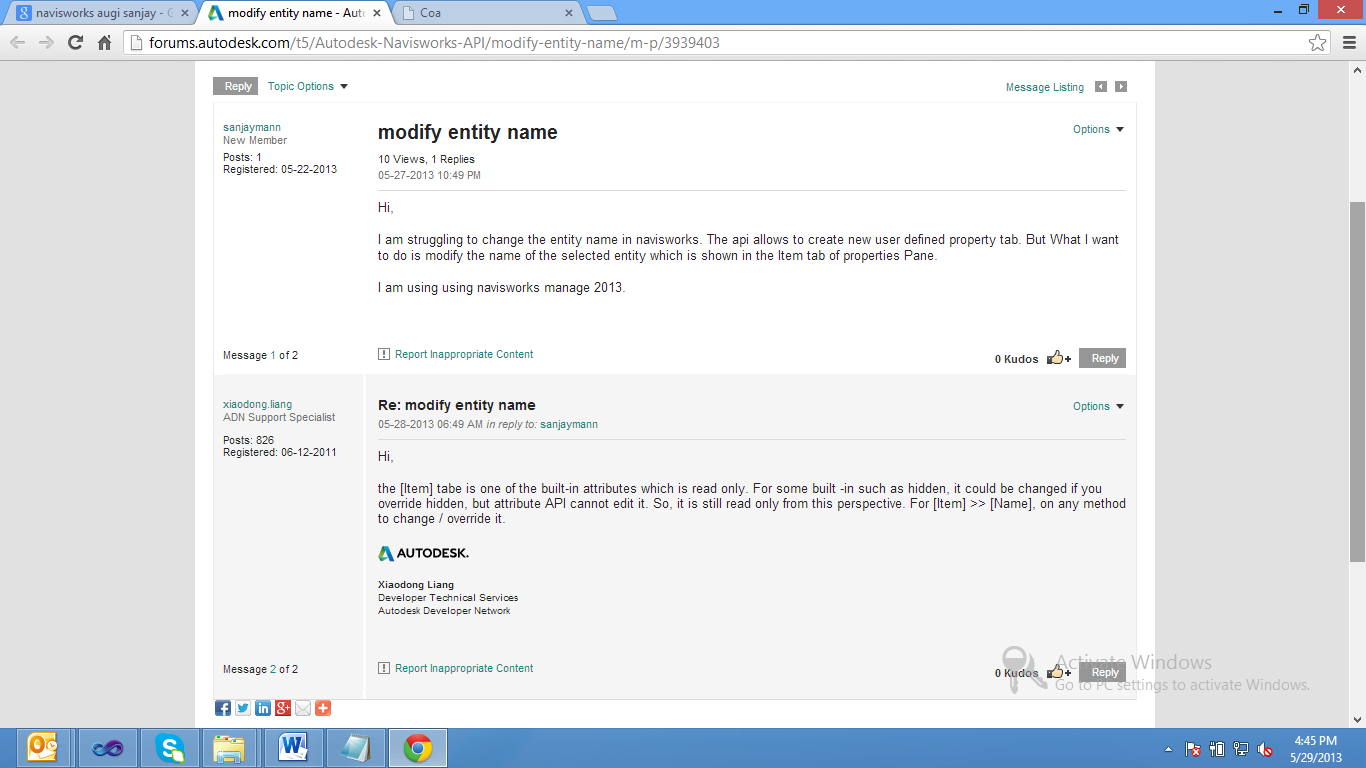 navisworks augi sanjay - G
modify entity name - Auto
Coa
forums.autodesk.com/t5/Autodesk-Navisworks-API/modify-entity-name/m-p/3939403
Reply
Topic Options
Message Listing
sanjaymann
New Member
Posts: 1
Registered: 05-22-2013
modify entity name
Options
10 Views, 1 Replies
05-27-2013 10:49 PM
Hi,
I am struggling to change the entity name in navisworks. The api allows to create new user defined property tab. But What I want
to do is modify the name of the selected entity which is shown in the Item tab of properties Pane.
I am using using navisworks manage 2013.
Message 1 of 2
Report Inappropriate Content
0 Kudos
Reply
xiaodong.liang
ADN Support Specialist
Posts: 826
Registered: 06-12-2011
Re: modify entity name
Options
05-28-2013 06:49 AM in reply to: sanjaymann
Hi,
the [Item] tabe is one of the built-in attributes which is read only. For some built -in such as hidden, it could be changed if you
override hidden, but attribute API cannot edit it. So, it is still read only from this perspective. For [Item] >> [Name], on any method
to change / override it.
AUTODESK.
Xiaodong Liang
Developer Technical Services
Autodesk Developer Network
Message 2 of 2
Report Inappropriate Content
0 Kudos
Reply
Activate Windows
Go to PC settings to activate Windows.
4:45 PM
5/29/2013